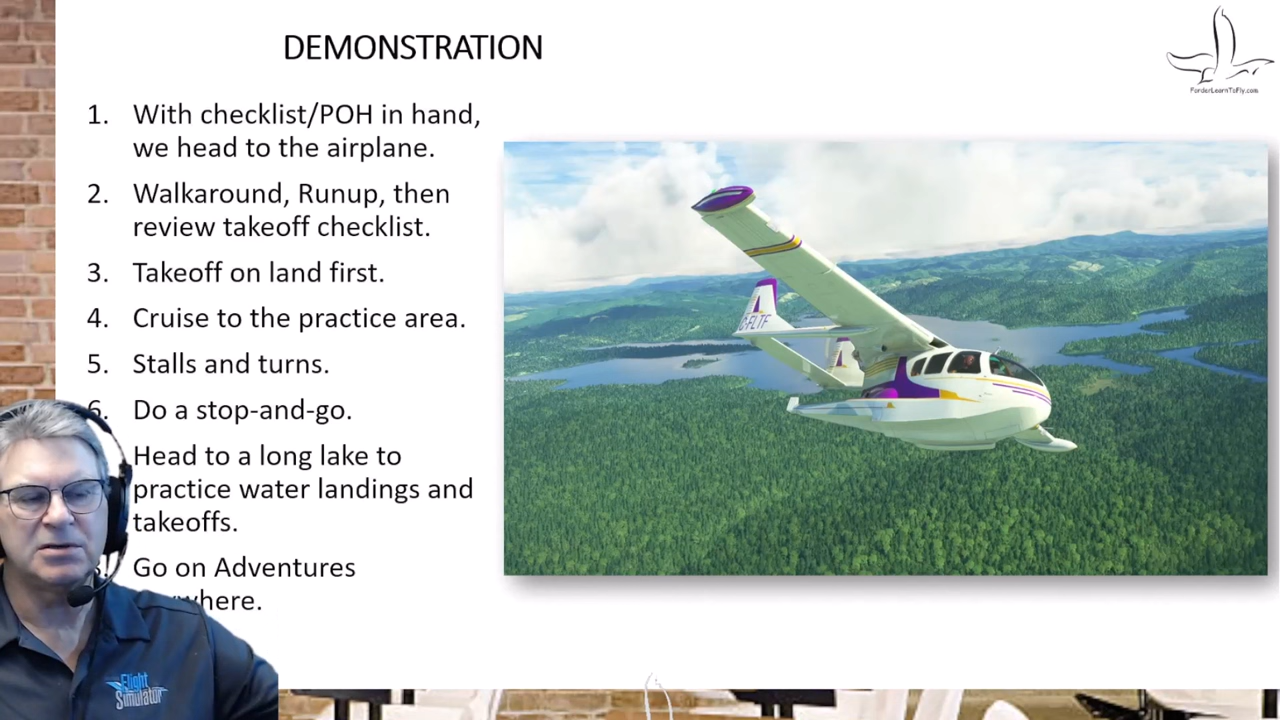 DEMONSTRATION
ForderLearnToFly.com
1. With checklist/POH in hand,
we head to the airplane.
2. Walkaround, Runup, then
review takeoff checklist.
3. Takeoff on land first.
4. Cruise to the practice area.
5. Stalls and turns.
6. Do a stop-and-go.
Head to a long lake to
practice water landings and
takeoffs.
Go on Adventures
C-FLTF
Flight
Simulator